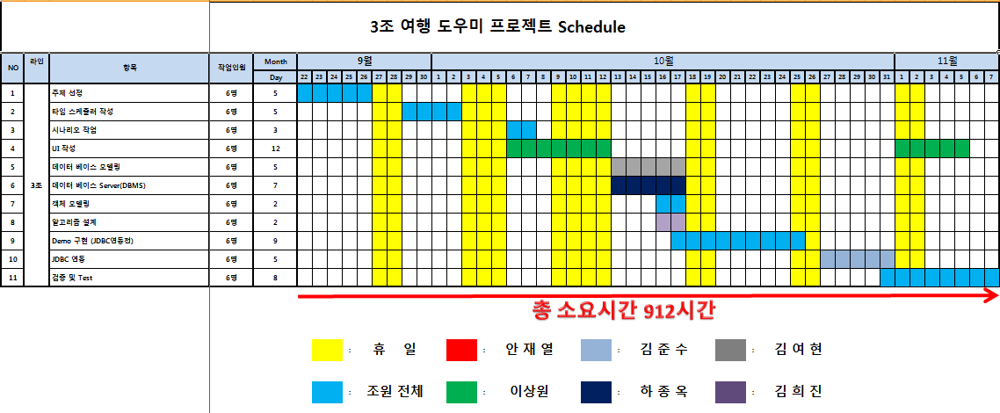 3조 여행 도우미 프로젝트 Schedule
NO 라인 항목 작업인원 Month 9월 10월 11월
Day 22 23 24 25 26 27 28 29 30 1 2 3 4 5 6 7 8 9 10 11 12 13 14 15 16 17 18 19 20 21 22 23 24 25 26 27 28 29 30 31 1 2 3 4 5 6 7
1 주제 선정 6명 5
2 타임 스케쥴러 작성 6명 5
3 시나리오 작업 6명 3
4 UI 작성 6명 12
5 데이터 베이스 모델링 6명 5
6 3조 데이터 베이스 Server(DBMS) 6명 7
7 객체 모델링 6명 2
8 알고리즘 설계 6명 2
9 Demo 구현 (JDBC연동전) 6명 9
10 JDBC 연동 6명 5
11 검증 및 Test 6명 8
총 소요시간 912시간
: 휴 일 : 안 재 열 : 김 준 수 : 김 여 현
: 조원 전체 : 이상원 : 하 종 옥 : 김 희 진